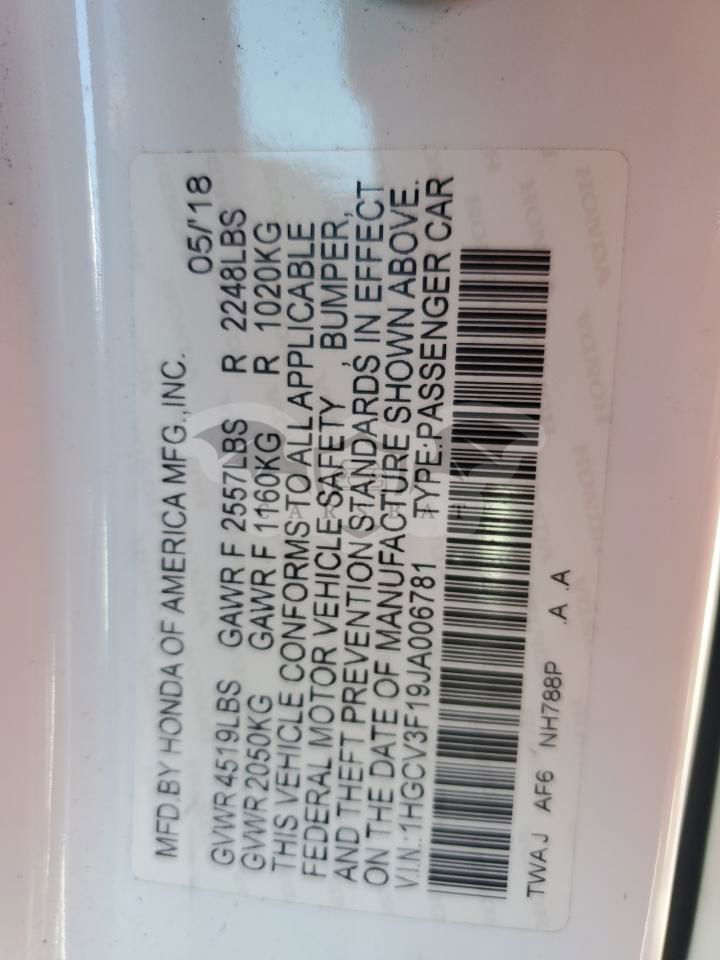 MFD.BY HONDA OF AMERICA MFG.,INC. 05/'18
GVWR 4519LBS GAWR F 2557LBS R 2248LBS
GVWR 2050KG GAWR F 1160KG R 1020KG
THIS VEHICLE CONFORMS TO ALL APPLICABLE
FEDERAL MOTOR VEHICLE SAFETY, BUMPER,
AND THEFT PREVENTION STANDARDS IN EFFECT
ON THE DATE OF MANUFACTURE SHOWN ABOVE.
V.I.N.:1HGCV3F19JA006781 TYPE:PASSENGER CAR
TWAJ AF6 NH788P .A .A
HONDA